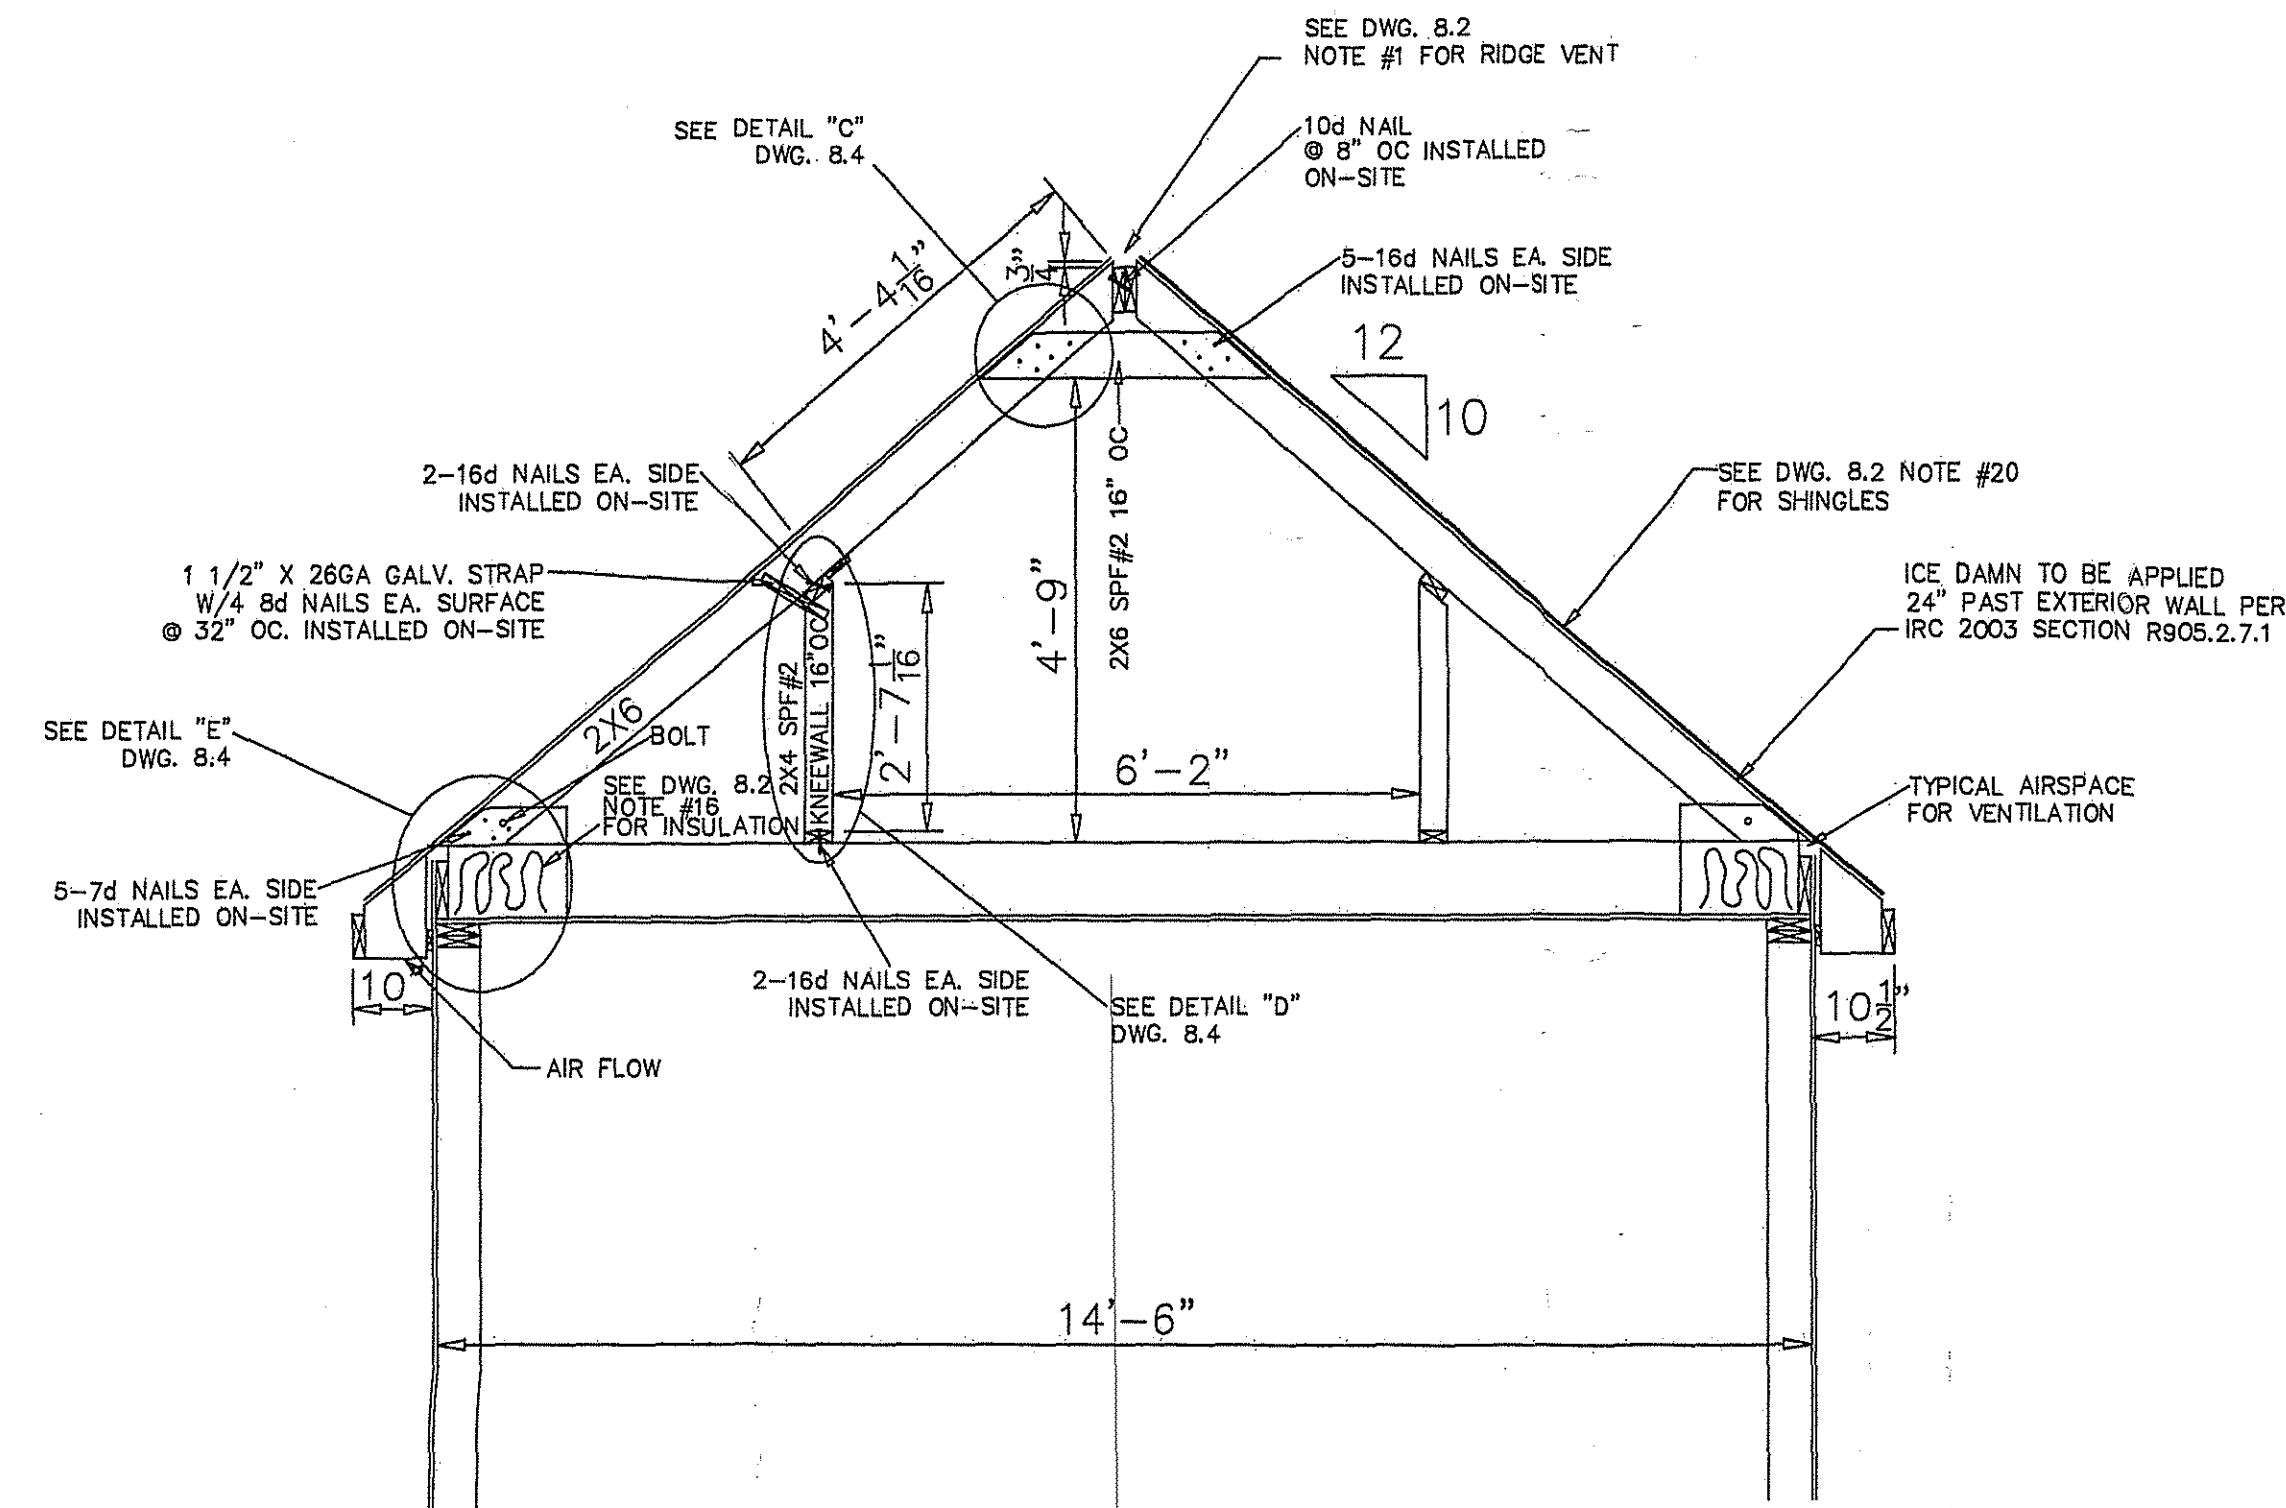 SEE DWG. 8.2
NOTE #1 FOR RIDGE VENT
SEE DETAIL "C"
DWG. 8.4
10d NAIL
@ 8" OC INSTALLED
ON-SITE
4'-4 1/16"
3/4"
5-16d NAILS EA. SIDE
INSTALLED ON-SITE
12
10
2-16d NAILS EA. SIDE
INSTALLED ON-SITE
SEE DWG. 8.2 NOTE #20
FOR SHINGLES
1 1/2" X 26GA GALV. STRAP
W/4 8d NAILS EA. SURFACE
@ 32" OC. INSTALLED ON-SITE
ICE DAMN TO BE APPLIED
24" PAST EXTERIOR WALL PER
IRC 2003 SECTION R905.2.7.1
4'-9"
2X6 SPF#2 16" OC
2X4 SPF#2
KNEEWALL 16"OC
2'-7 1/16"
2X6
BOLT
SEE DETAIL "E"
DWG. 8.4
SEE DWG. 8.2
NOTE #16
FOR INSULATION
6'-2"
TYPICAL AIRSPACE
FOR VENTILATION
5-7d NAILS EA. SIDE
INSTALLED ON-SITE
2-16d NAILS EA. SIDE
INSTALLED ON-SITE
SEE DETAIL "D"
DWG. 8.4
10"
10 1/2"
AIR FLOW
14'-6"